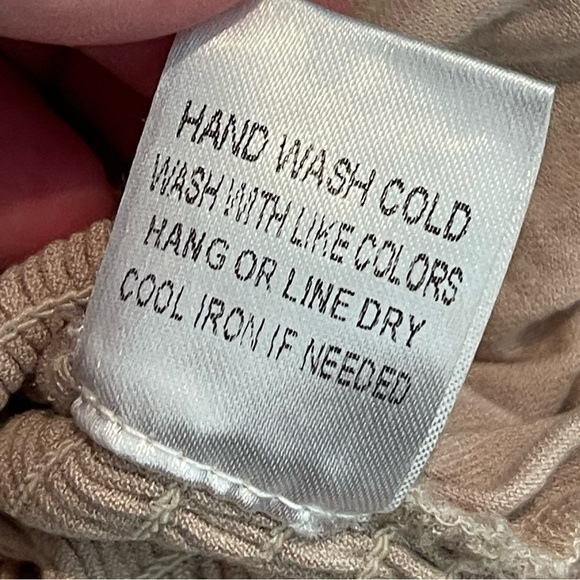 HAND WASH COLD
WASH WITH LIKE COLORS
HANG OR LINE DRY
COOL IRON IF NEEDED